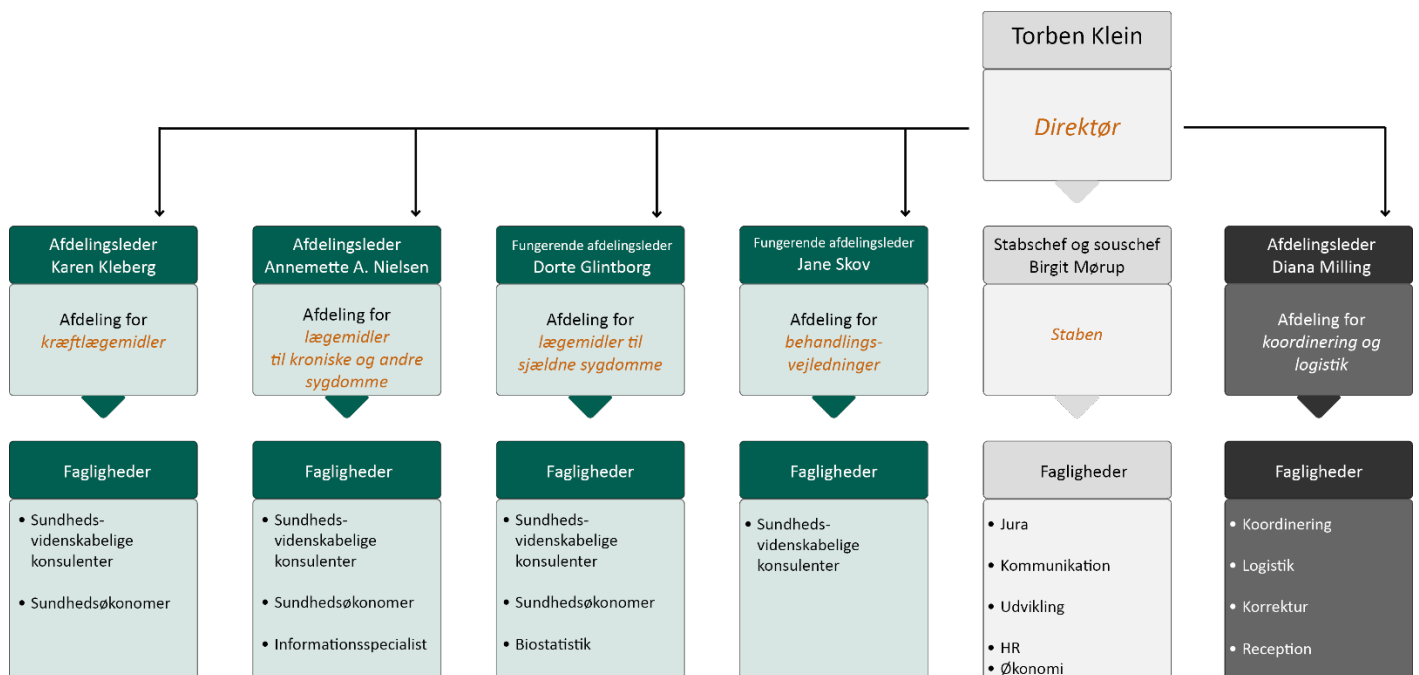 Torben Klein
Direktør
Afdelingsleder
Karen Kleberg
Afdeling for
kræftlægemidler
Fagligheder
• Sundheds-
videnskabelige
konsulenter
• Sundhedsøkonomer
Afdelingsleder
Annemette A. Nielsen
Afdeling for
lægemidler
til kroniske og andre
sygdomme
Fagligheder
• Sundheds-
videnskabelige
konsulenter
• Sundhedsøkonomer
• Informationsspecialist
Fungerende afdelingsleder
Dorte Glintborg
Afdeling for
lægemidler til
sjældne sygdomme
Fagligheder
• Sundheds-
videnskabelige
konsulenter
• Sundhedsøkonomer
• Biostatistik
Fungerende afdelingsleder
Jane Skov
Afdeling for
behandlings-
vejledninger
Fagligheder
• Sundheds-
videnskabelige
konsulenter
Stabschef og souschef
Birgit Mørup
Staben
Fagligheder
• Jura
• Kommunikation
• Udvikling
• HR
• Økonomi
Afdelingsleder
Diana Milling
Afdeling for
koordinering og
logistik
Fagligheder
• Koordinering
• Logistik
• Korrektur
• Reception